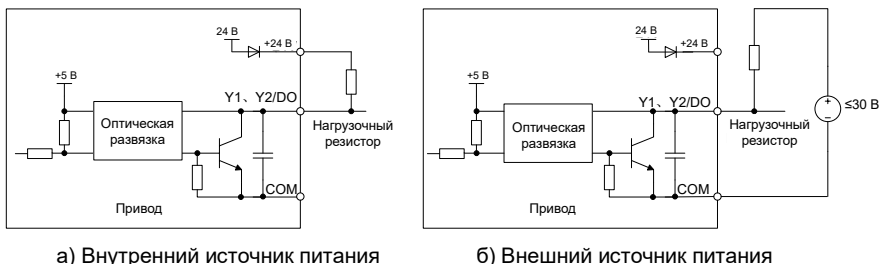 24 В
+24 В
+5 В
Y1、Y2/DO
Оптическая
развязка
Нагрузочный
резистор
COM
Привод
а) Внутренний источник питания
24 В
+24 В
+5 В
Y1、Y2/DO
Оптическая
развязка
Нагрузочный
резистор
+
−
≤30 В
COM
Привод
б) Внешний источник питания